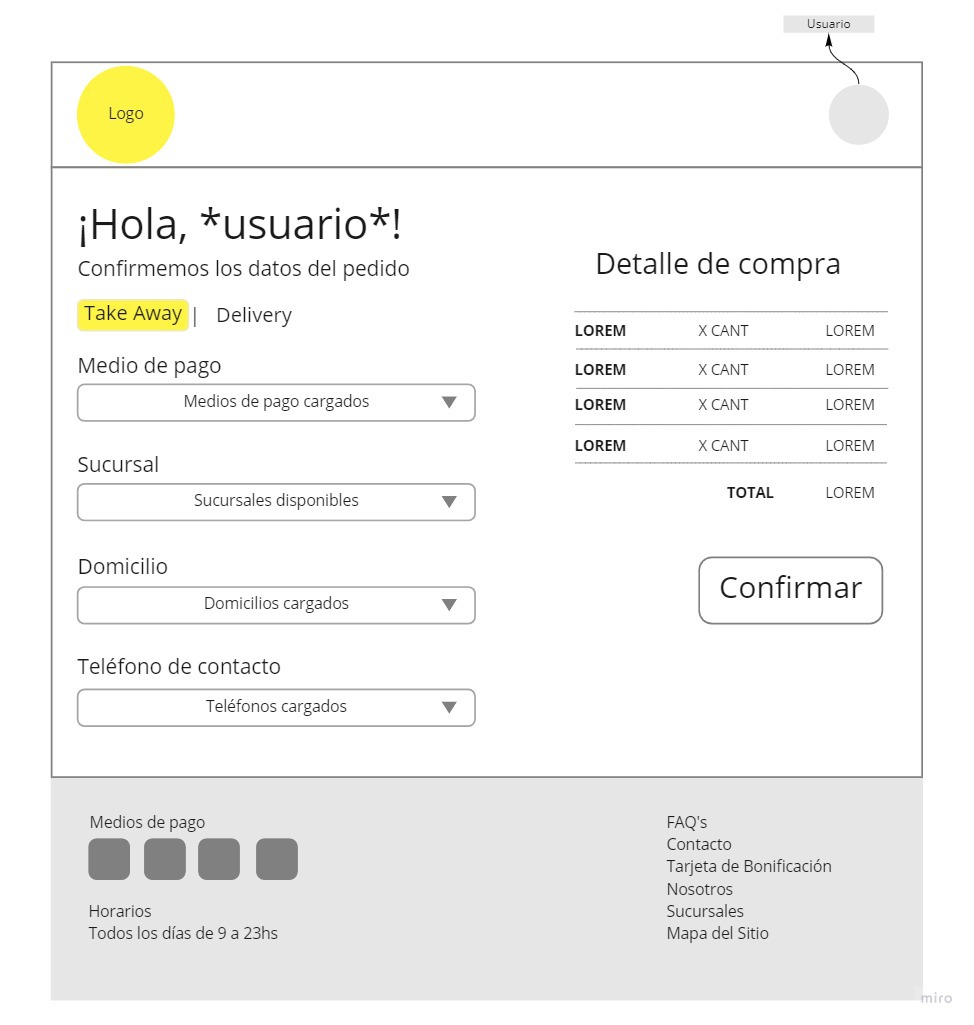 Usuario
Logo
¡Hola, *usuario*!
Confirmemos los datos del pedido
Take Away | Delivery
Medio de pago
Medios de pago cargados
Sucursal
Sucursales disponibles
Domicilio
Domicilios cargados
Teléfono de contacto
Teléfonos cargados
Detalle de compra
LOREM X CANT LOREM
LOREM X CANT LOREM
LOREM X CANT LOREM
LOREM X CANT LOREM
TOTAL LOREM
Confirmar
Medios de pago
Horarios
Todos los días de 9 a 23hs
FAQ's
Contacto
Tarjeta de Bonificación
Nosotros
Sucursales
Mapa del Sitio
miro